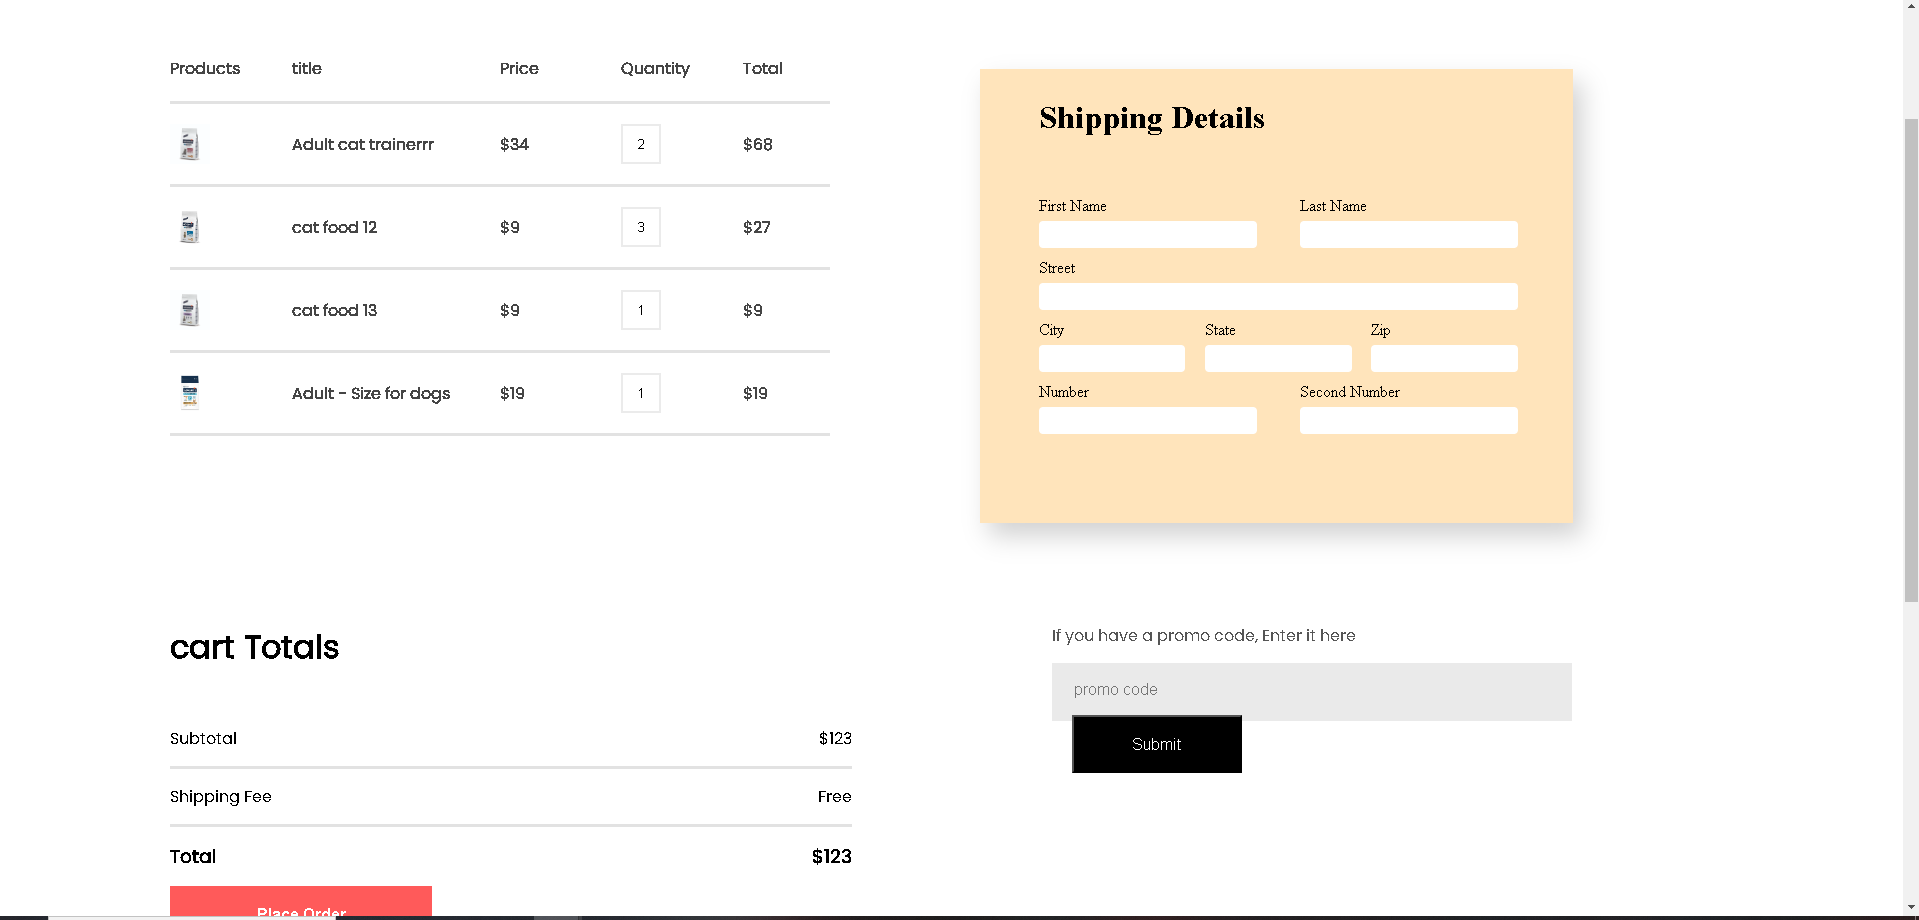 Products title Price Quantity Total
Adult cat trainerrr $34 2 $68
cat food 12 $9 3 $27
cat food 13 $9 1 $9
Adult - Size for dogs $19 1 $19
Shipping Details
First Name Last Name
Street
City State Zip
Number Second Number
cart Totals
Subtotal $123
Shipping Fee Free
Total $123
Place Order
If you have a promo code, Enter it here
promo code
Submit